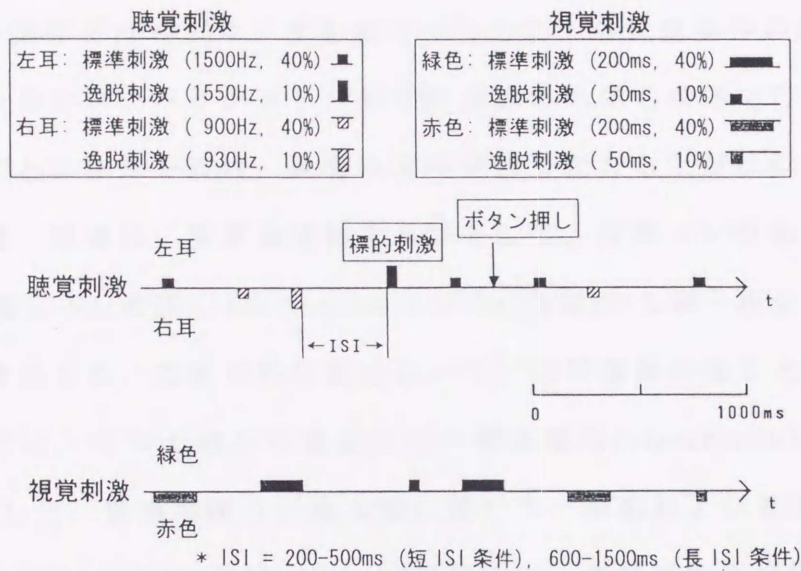 聴覚刺激
左耳: 標準刺激 (1500Hz, 40%)
逸脱刺激 (1550Hz, 10%)
右耳: 標準刺激 ( 900Hz, 40%)
逸脱刺激 ( 930Hz, 10%)
視覚刺激
緑色: 標準刺激 (200ms, 40%)
逸脱刺激 ( 50ms, 10%)
赤色: 標準刺激 (200ms, 40%)
逸脱刺激 ( 50ms, 10%)
ボタン押し
左耳
標的刺激
聴覚刺激
t
右耳
ISI
0
1000ms
緑色
視覚刺激
赤色
* ISI = 200-500ms (短 ISI 条件), 600-1500ms (長 ISI 条件)